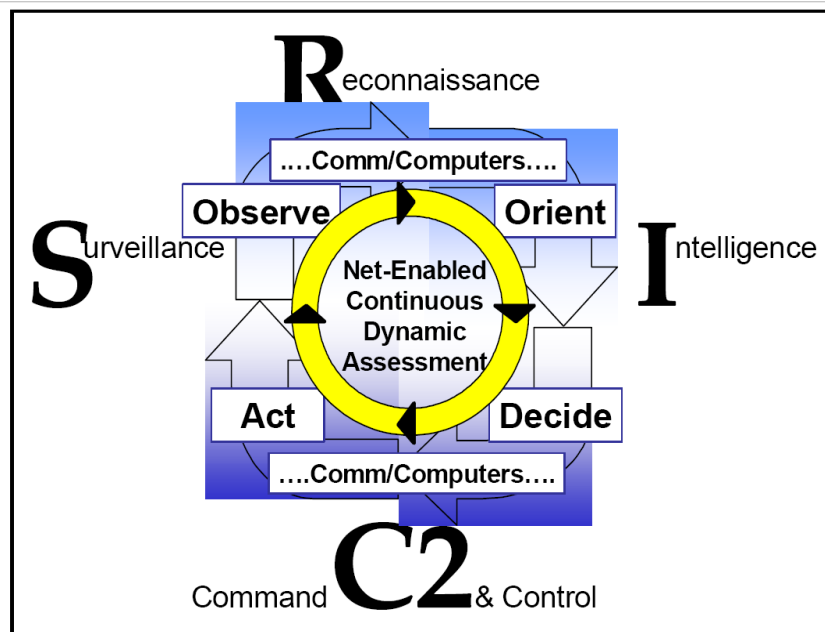 Reconnaissance
.…Comm/Computers….
Observe
Orient
Surveillance
Intelligence
Net-Enabled
Continuous
Dynamic
Assessment
Act
Decide
….Comm/Computers….
Command C2 & Control